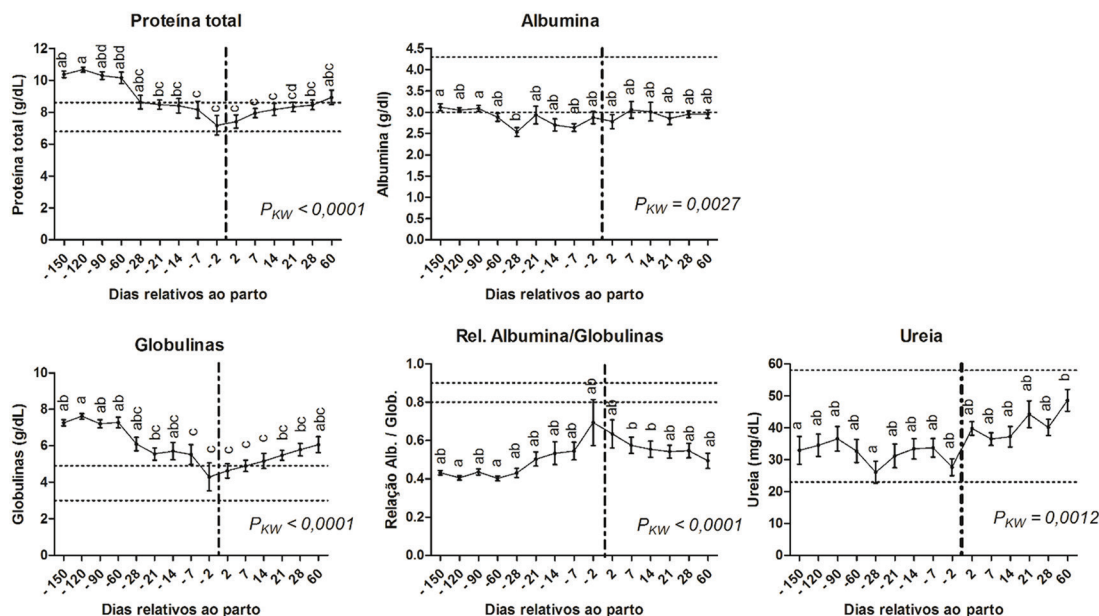 Proteína total
Proteína total (g/dL)
12
10
8
6
4
2
0
ab a abd abd abc c c c c c c c cd bc abc
P_KW < 0,0001
- 150 - 120 - 90 - 60 - 28 - 21 - 14 - 7 - 2 2 7 14 21 28 60
Dias relativos ao parto
Albumina
Albumina (g/dl)
4.5
4.0
3.5
3.0
2.5
2.0
1.5
1.0
0.5
0.0
a ab a ab b ab ab ab ab ab ab ab ab ab ab
P_KW = 0,0027
- 150 - 120 - 90 - 60 - 28 - 21 - 14 - 7 - 2 2 7 14 21 28 60
Dias relativos ao parto
Globulinas
Globulinas (g/dL)
10
8
6
4
2
0
ab a ab ab abc bc abc c c c c c bc bc abc
P_KW < 0,0001
- 150 - 120 - 90 - 60 - 28 - 21 - 14 - 7 - 2 2 7 14 21 28 60
Dias relativos ao parto
Rel. Albumina/Globulinas
Relação Alb. / Glob.
1.0
0.8
0.6
0.4
0.2
0.0
ab a ab a ab ab ab ab ab ab b b ab ab ab
P_KW < 0,0001
- 150 - 120 - 90 - 60 - 28 - 21 - 14 - 7 - 2 2 7 14 21 28 60
Dias relativos ao parto
Ureia
Ureia (mg/dL)
60
50
40
30
20
10
0
ab ab ab ab a ab ab ab ab ab ab ab ab ab b
P_KW = 0,0012
- 150 - 120 - 90 - 60 - 28 - 21 - 14 - 7 - 2 2 7 14 21 28 60
Dias relativos ao parto